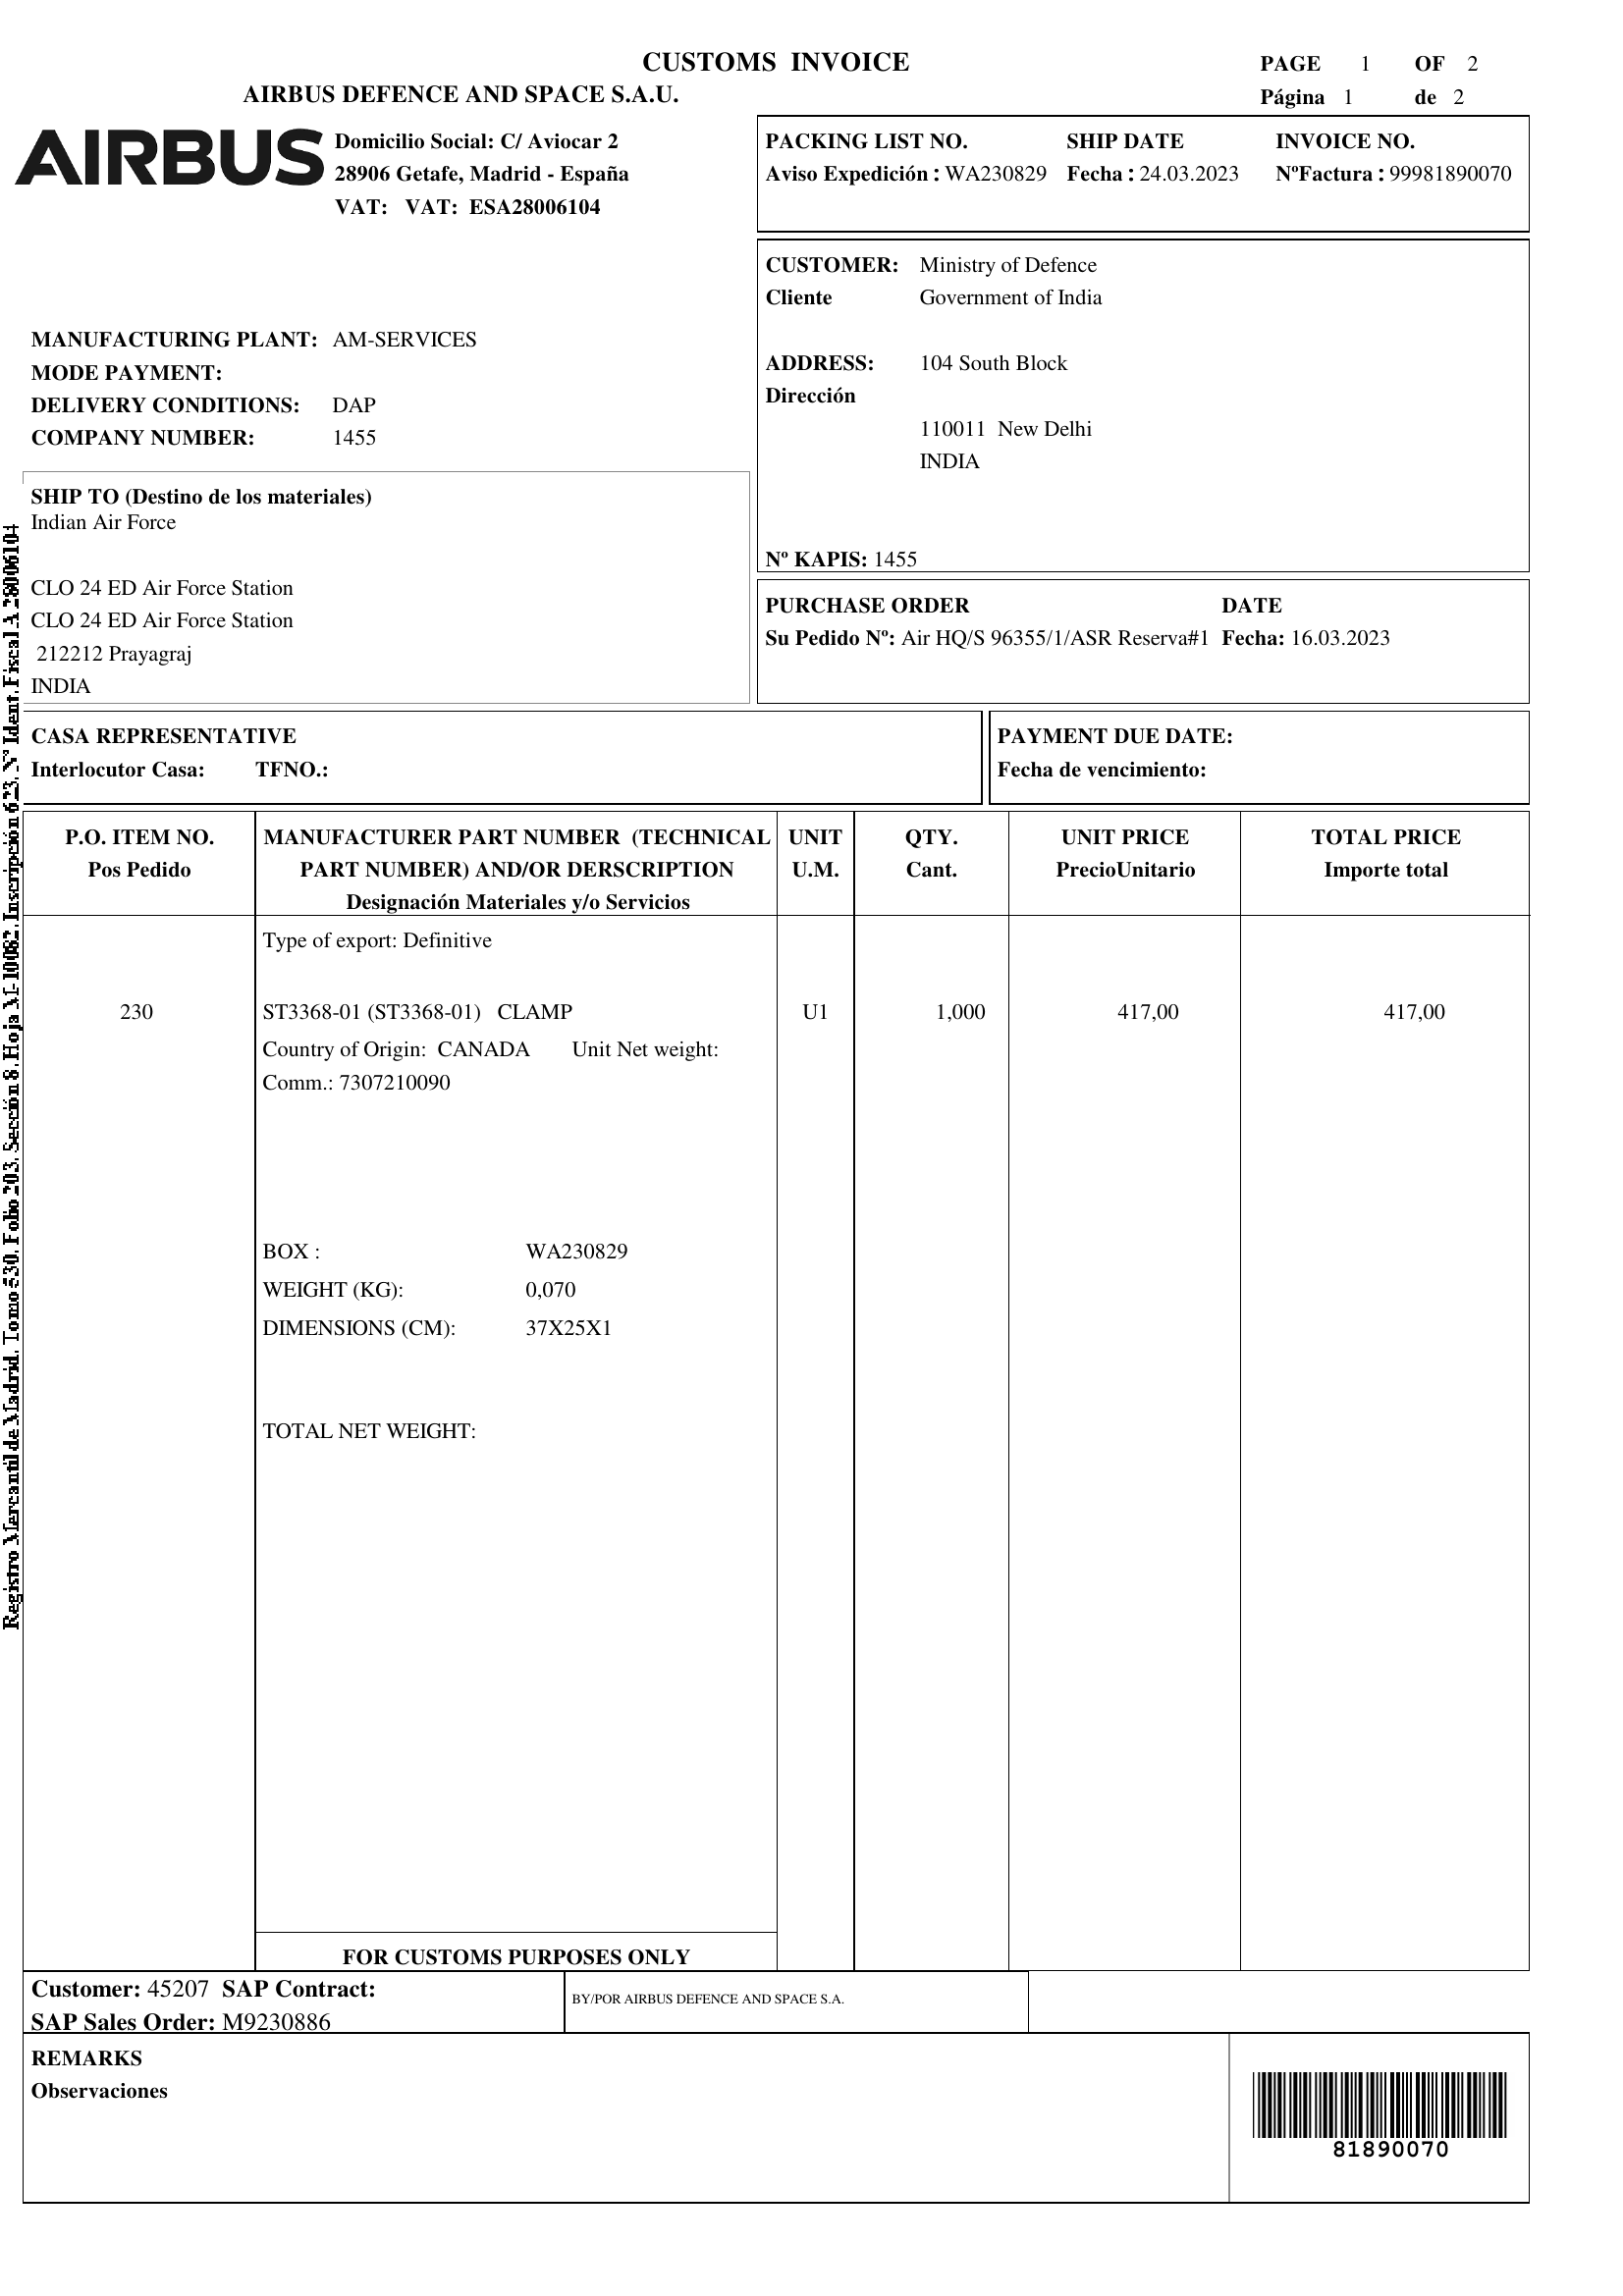 CUSTOMS INVOICE
PAGE 1 OF 2
AIRBUS DEFENCE AND SPACE S.A.U.
Página 1 de 2
AIRBUS
Domicilio Social: C/ Aviocar 2
28906 Getafe, Madrid - España
VAT: VAT: ESA28006104
PACKING LIST NO. SHIP DATE INVOICE NO.
Aviso Expedición : WA230829 Fecha : 24.03.2023 NºFactura : 99981890070
CUSTOMER: Ministry of Defence
Cliente Government of India
ADDRESS: 104 South Block
Dirección
110011 New Delhi
INDIA
Nº KAPIS: 1455
MANUFACTURING PLANT: AM-SERVICES
MODE PAYMENT:
DELIVERY CONDITIONS: DAP
COMPANY NUMBER: 1455
SHIP TO (Destino de los materiales)
Indian Air Force
CLO 24 ED Air Force Station
CLO 24 ED Air Force Station
212212 Prayagraj
INDIA
PURCHASE ORDER DATE
Su Pedido Nº: Air HQ/S 96355/1/ASR Reserva#1 Fecha: 16.03.2023
CASA REPRESENTATIVE
Interlocutor Casa: TFNO.:
PAYMENT DUE DATE:
Fecha de vencimiento:
P.O. ITEM NO. MANUFACTURER PART NUMBER (TECHNICAL UNIT QTY. UNIT PRICE TOTAL PRICE
Pos Pedido PART NUMBER) AND/OR DERSCRIPTION U.M. Cant. PrecioUnitario Importe total
Designación Materiales y/o Servicios
Type of export: Definitive
230 ST3368-01 (ST3368-01) CLAMP U1 1,000 417,00 417,00
Country of Origin: CANADA Unit Net weight:
Comm.: 7307210090
BOX : WA230829
WEIGHT (KG): 0,070
DIMENSIONS (CM): 37X25X1
TOTAL NET WEIGHT:
FOR CUSTOMS PURPOSES ONLY
Customer: 45207 SAP Contract:
SAP Sales Order: M9230886
BY/POR AIRBUS DEFENCE AND SPACE S.A.
REMARKS
Observaciones
81890070
Registro Mercantil de Madrid, Tomo 530, Folio 203, Sección 8, Hoja M-10082, Inscripción 623, Nº Ident. Fiscal A 28006104